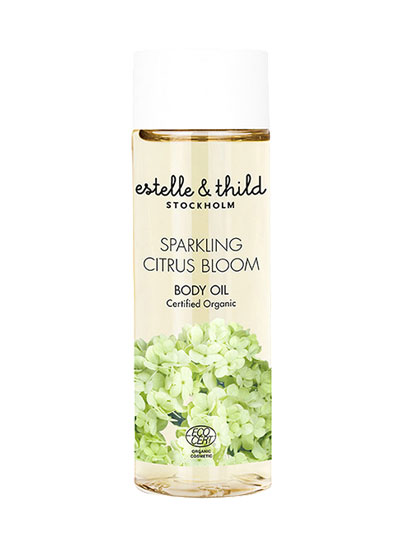 estelle & thild
STOCKHOLM
SPARKLING
CITRUS BLOOM
BODY OIL
Certified Organic
ECO
CERT
ORGANIC
COSMETIC